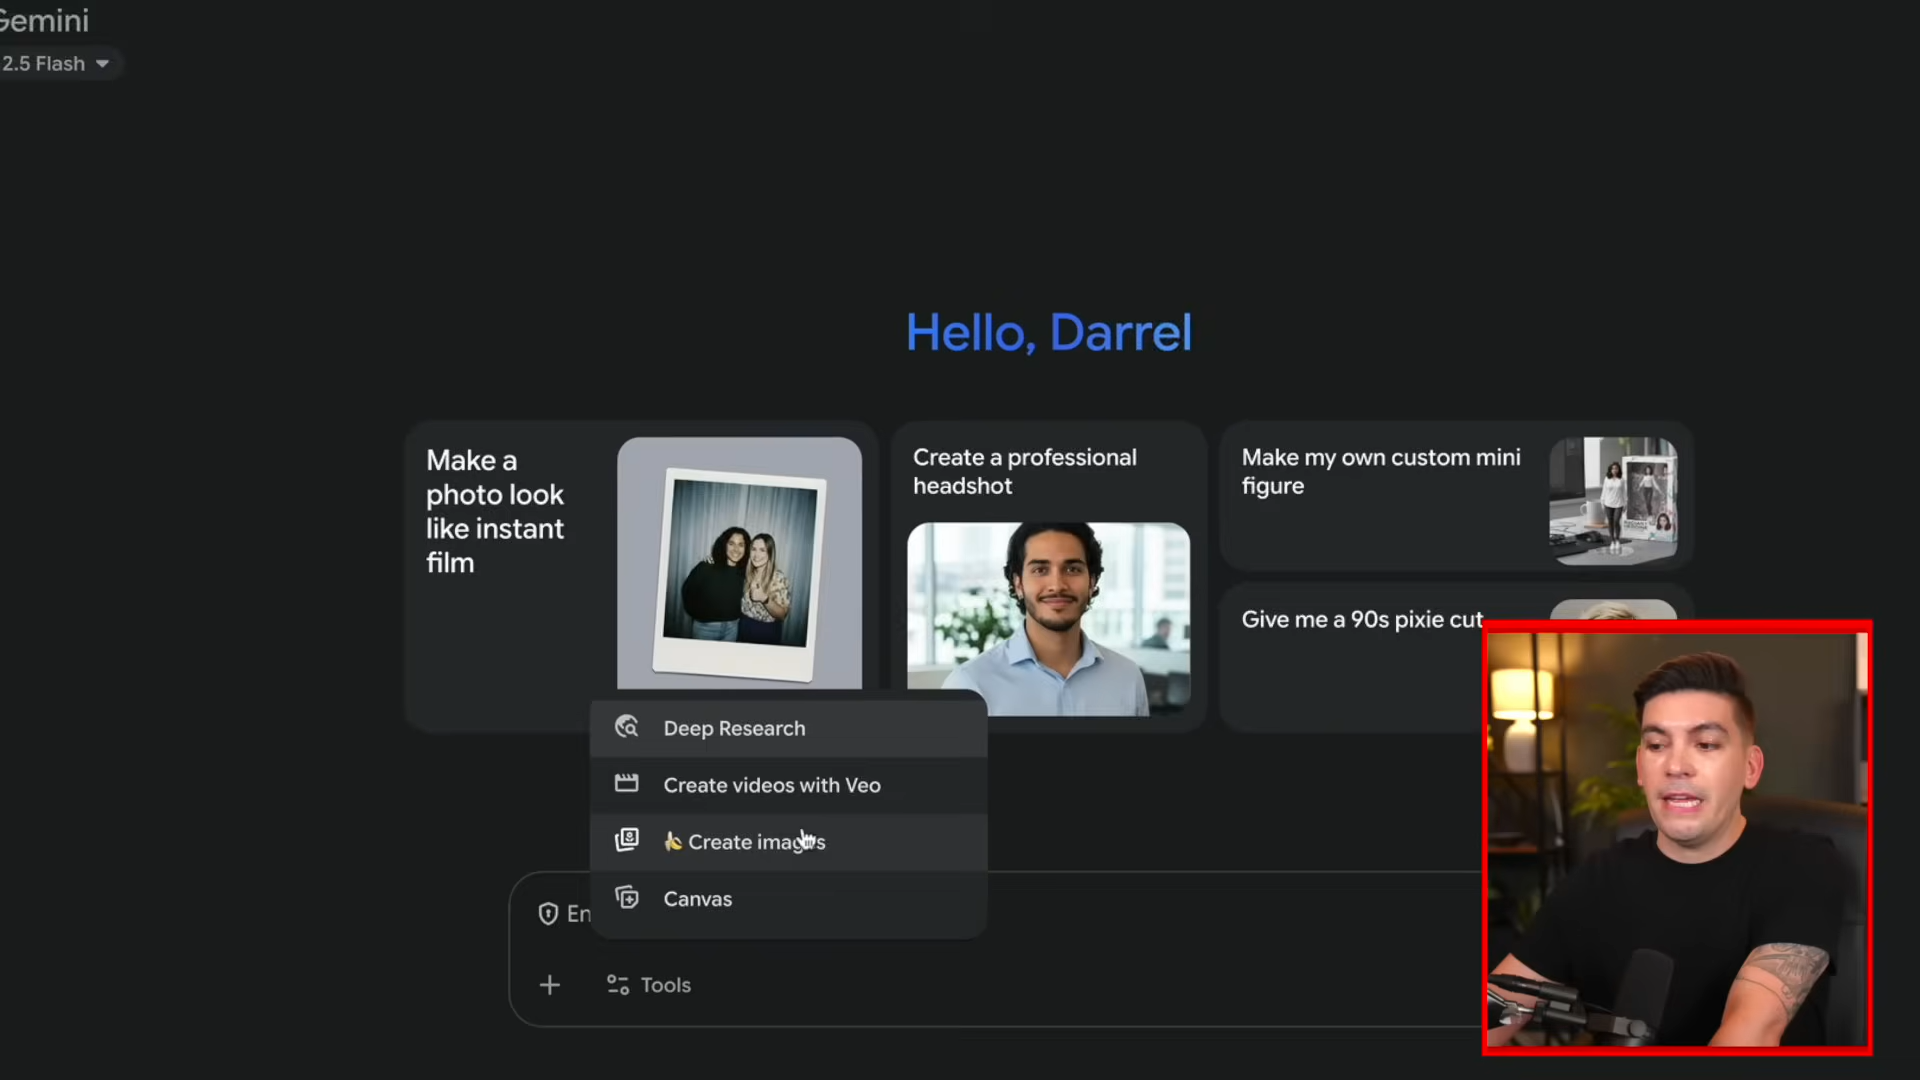 Gemini
2.5 Flash
Hello, Darrel
Make a
photo look
like instant
film
Create a professional
headshot
Make my own custom mini
figure
Give me a 90s pixie cut
Deep Research
Create videos with Veo
🍌 Create images
Canvas
En
Tools